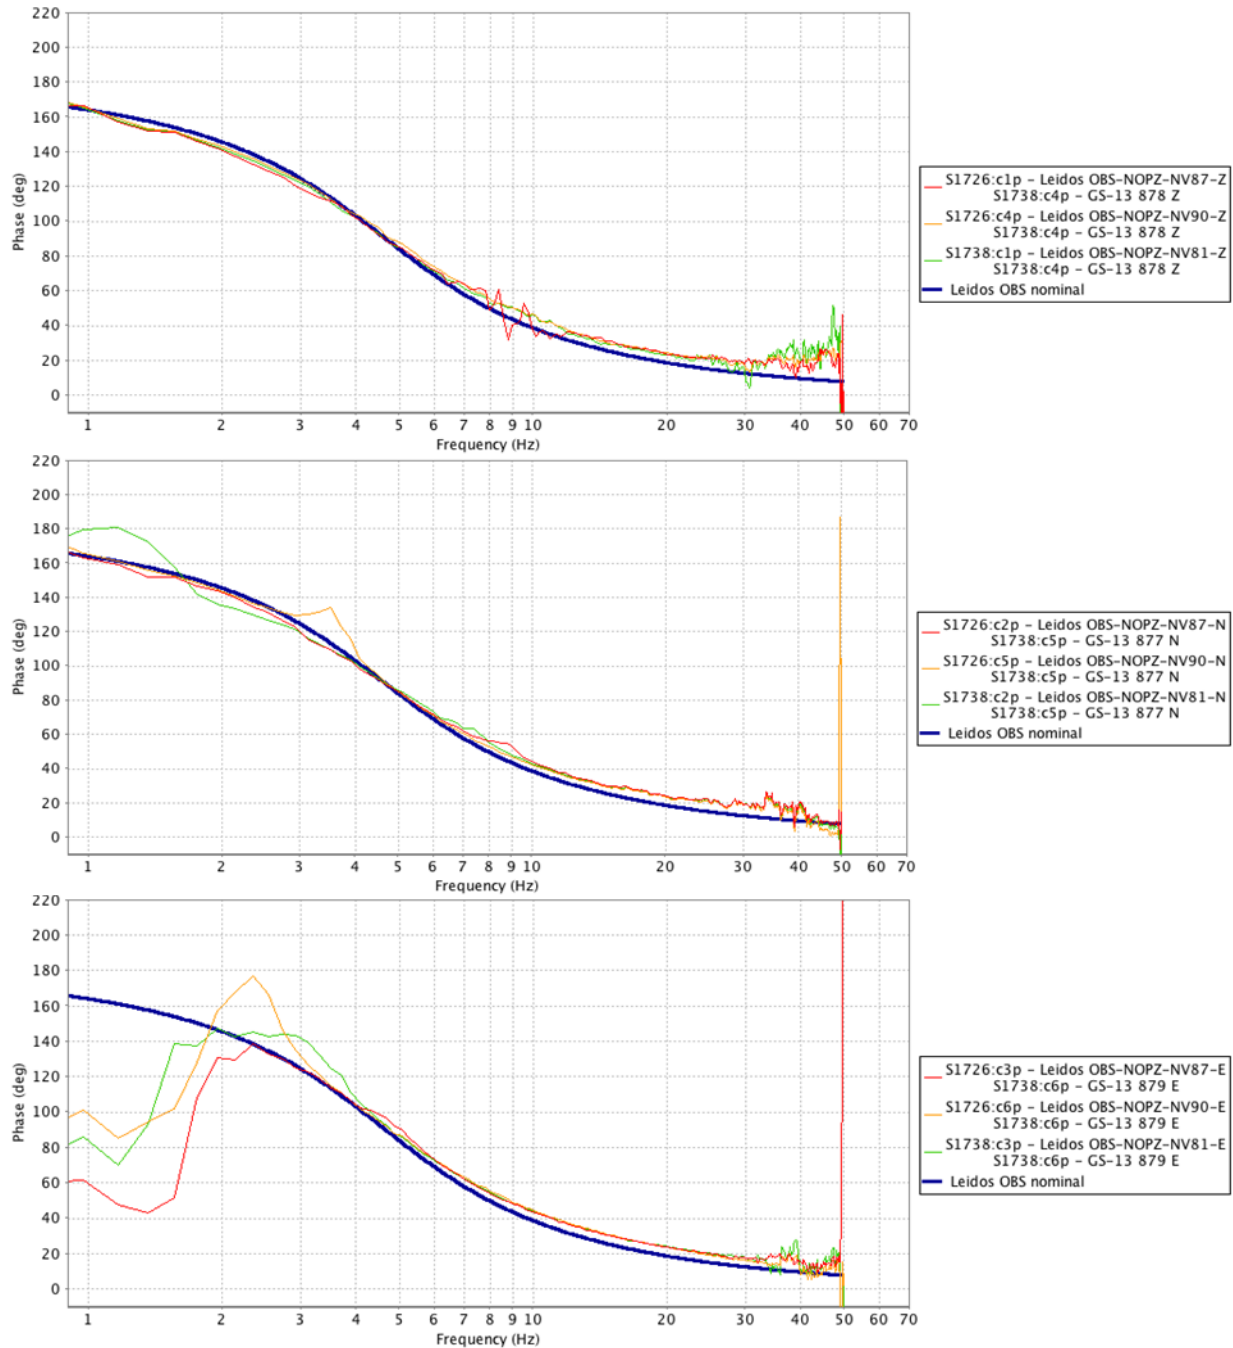 220
200
180
160
140
120
100
80
60
40
20
0
Phase (deg)
1 2 3 4 5 6 7 8 9 10 20 30 40 50 60 70
Frequency (Hz)
S1726:c1p - Leidos OBS-NOPZ-NV87-Z
S1738:c4p - GS-13 878 Z
S1726:c4p - Leidos OBS-NOPZ-NV90-Z
S1738:c4p - GS-13 878 Z
S1738:c1p - Leidos OBS-NOPZ-NV81-Z
S1738:c4p - GS-13 878 Z
Leidos OBS nominal
220
200
180
160
140
120
100
80
60
40
20
0
Phase (deg)
1 2 3 4 5 6 7 8 9 10 20 30 40 50 60 70
Frequency (Hz)
S1726:c2p - Leidos OBS-NOPZ-NV87-N
S1738:c5p - GS-13 877 N
S1726:c5p - Leidos OBS-NOPZ-NV90-N
S1738:c5p - GS-13 877 N
S1738:c2p - Leidos OBS-NOPZ-NV81-N
S1738:c5p - GS-13 877 N
Leidos OBS nominal
220
200
180
160
140
120
100
80
60
40
20
0
Phase (deg)
1 2 3 4 5 6 7 8 9 10 20 30 40 50 60 70
Frequency (Hz)
S1726:c3p - Leidos OBS-NOPZ-NV87-E
S1738:c6p - GS-13 879 E
S1726:c6p - Leidos OBS-NOPZ-NV90-E
S1738:c6p - GS-13 879 E
S1738:c3p - Leidos OBS-NOPZ-NV81-E
S1738:c6p - GS-13 879 E
Leidos OBS nominal